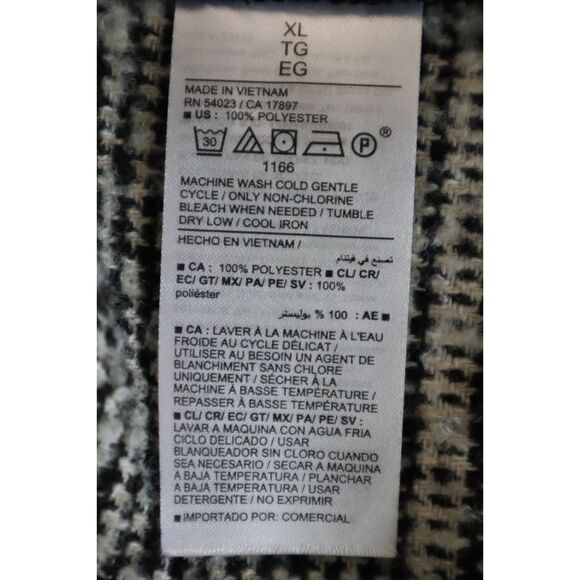 XL
TG
EG
MADE IN VIETNAM
RN 54023 / CA 17897
■ US : 100% POLYESTER
30 P ®
1166
MACHINE WASH COLD GENTLE
CYCLE / ONLY NON-CHLORINE
BLEACH WHEN NEEDED / TUMBLE
DRY LOW / COOL IRON
HECHO EN VIETNAM / تصنع في فيتنام
■ CA : 100% POLYESTER ■ CL/ CR/
EC/ GT/ MX/ PA/ PE/ SV : 100%
poliéster
■ AE : 100 % بوليستر
■ CA : LAVER À LA MACHINE À L'EAU
FROIDE AU CYCLE DÉLICAT /
UTILISER AU BESOIN UN AGENT DE
BLANCHIMENT SANS CHLORE
UNIQUEMENT / SÉCHER À LA
MACHINE À BASSE TEMPÉRATURE /
REPASSER À BASSE TEMPÉRATURE
■ CL/ CR/ EC/ GT/ MX/ PA/ PE/ SV :
LAVAR A MAQUINA CON AGUA FRIA
CICLO DELICADO / USAR
BLANQUEADOR SIN CLORO CUANDO
SEA NECESARIO / SECAR A MAQUINA
A BAJA TEMPERATURA / PLANCHAR
A BAJA TEMPERATURA / USAR
DETERGENTE / NO EXPRIMIR
■ IMPORTADO POR: COMERCIAL